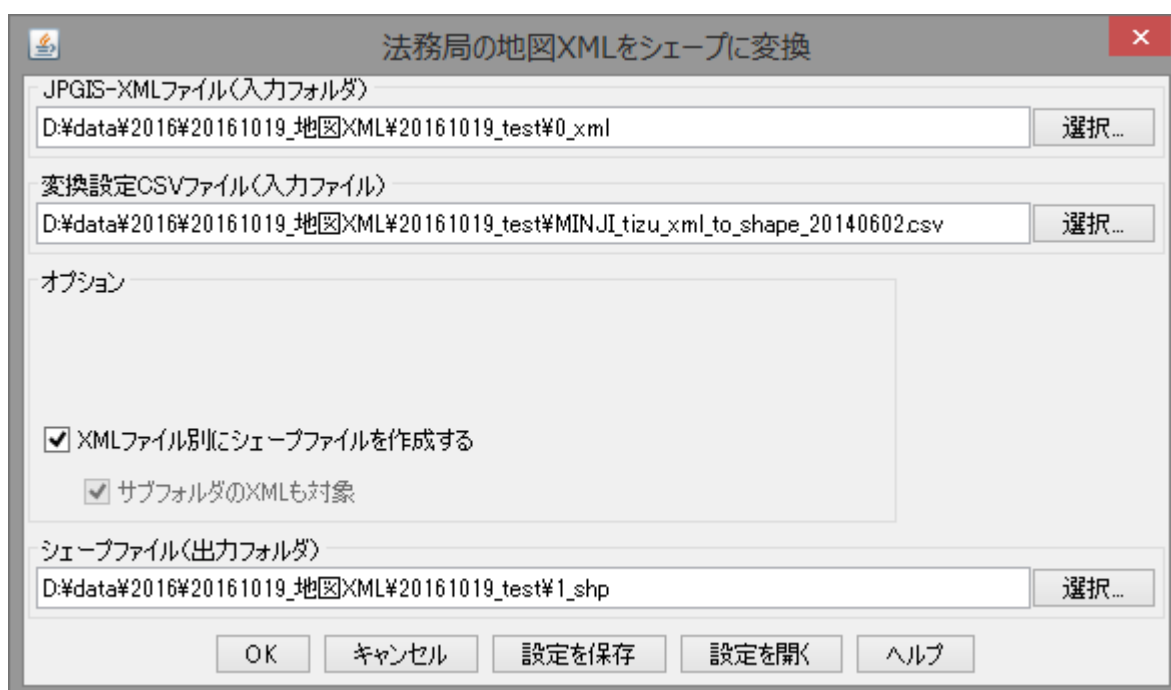 法務局の地図XMLをシェープに変換
JPGIS-XMLファイル(入力フォルダ)
D:¥data¥2016¥20161019_地図XML¥20161019_test¥0_xml
選択...
変換設定CSVファイル(入力ファイル)
D:¥data¥2016¥20161019_地図XML¥20161019_test¥MINJI_tizu_xml_to_shape_20140602.csv
選択...
オプション
XMLファイル別にシェープファイルを作成する
サブフォルダのXMLも対象
シェープファイル(出力フォルダ)
D:¥data¥2016¥20161019_地図XML¥20161019_test¥1_shp
選択...
OK キャンセル 設定を保存 設定を開く ヘルプ